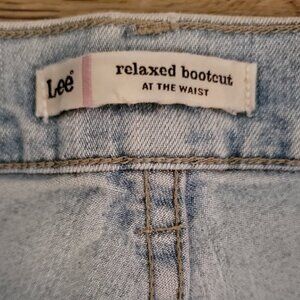 Lee®
relaxed bootcut
AT THE WAIST